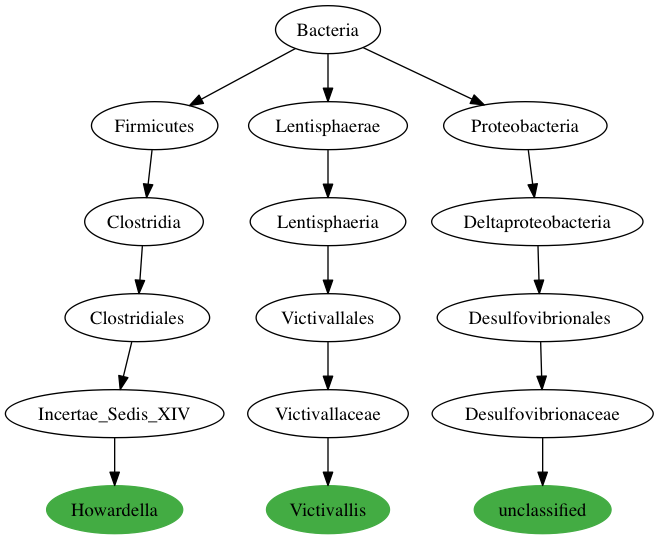 Bacteria
Firmicutes
Lentisphaerae
Proteobacteria
Clostridia
Lentisphaeria
Deltaproteobacteria
Clostridiales
Victivallales
Desulfovibrionales
Incertae_Sedis_XIV
Victivallaceae
Desulfovibrionaceae
Howardella
Victivallis
unclassified